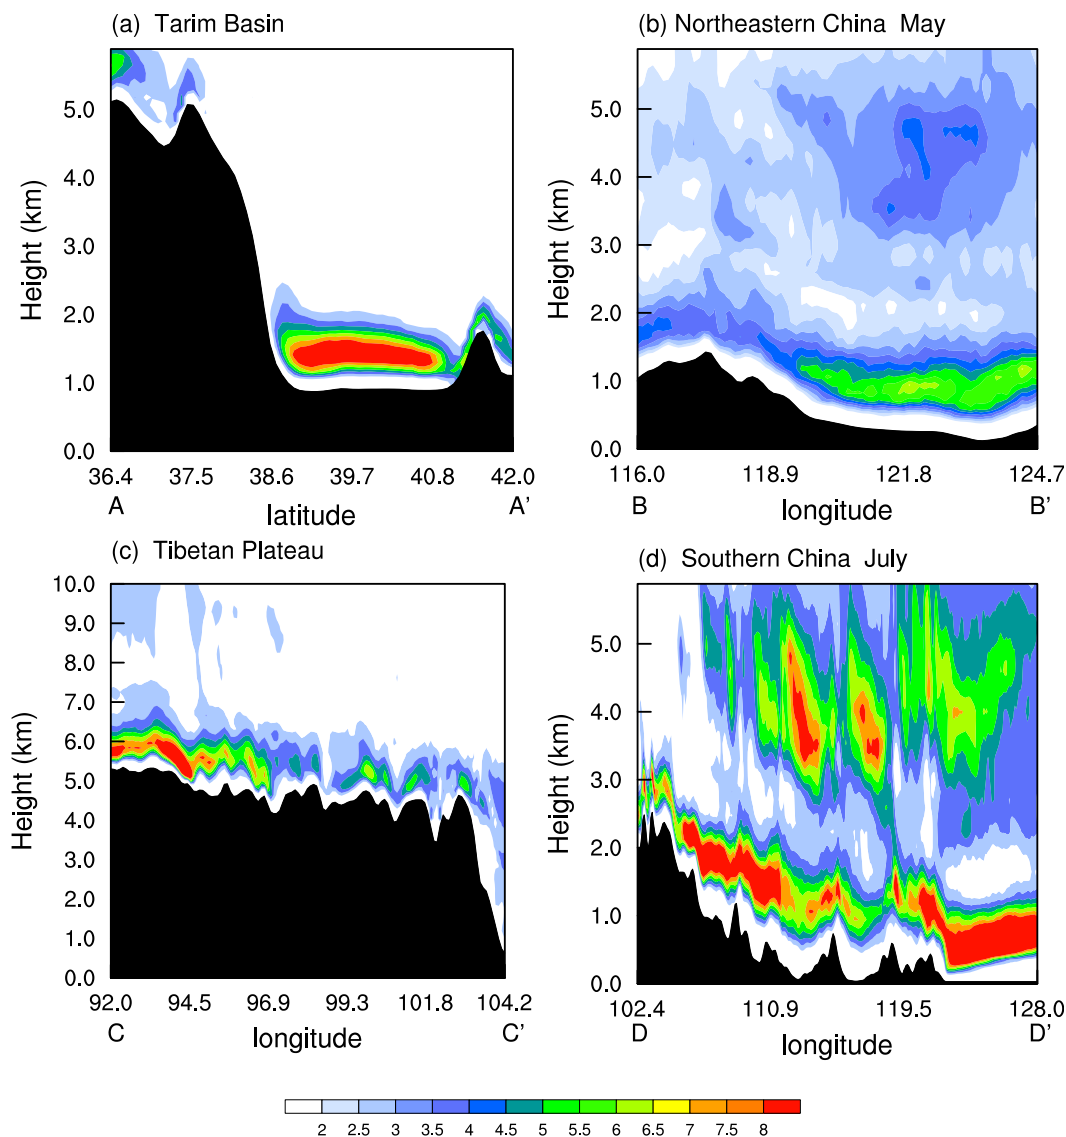 (a) Tarim Basin
Height (km)
5.0
4.0
3.0
2.0
1.0
0.0
36.4 37.5 38.6 39.7 40.8 42.0
A latitude A'
(b) Northeastern China May
Height (km)
5.0
4.0
3.0
2.0
1.0
0.0
116.0 118.9 121.8 124.7
B longitude B'
(c) Tibetan Plateau
Height (km)
10.0
9.0
8.0
7.0
6.0
5.0
4.0
3.0
2.0
1.0
0.0
92.0 94.5 96.9 99.3 101.8 104.2
C longitude C'
(d) Southern China July
Height (km)
5.0
4.0
3.0
2.0
1.0
0.0
102.4 110.9 119.5 128.0
D longitude D'
2 2.5 3 3.5 4 4.5 5 5.5 6 6.5 7 7.5 8